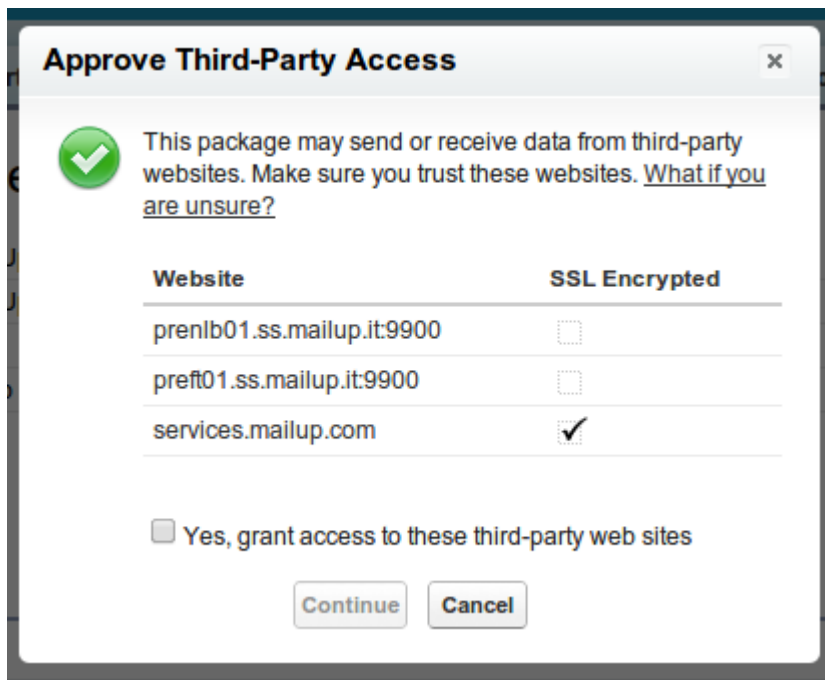 Approve Third-Party Access
This package may send or receive data from third-party
websites. Make sure you trust these websites. What if you
are unsure?
Website SSL Encrypted
prenlb01.ss.mailup.it:9900
preft01.ss.mailup.it:9900
services.mailup.com
Yes, grant access to these third-party web sites
Continue Cancel